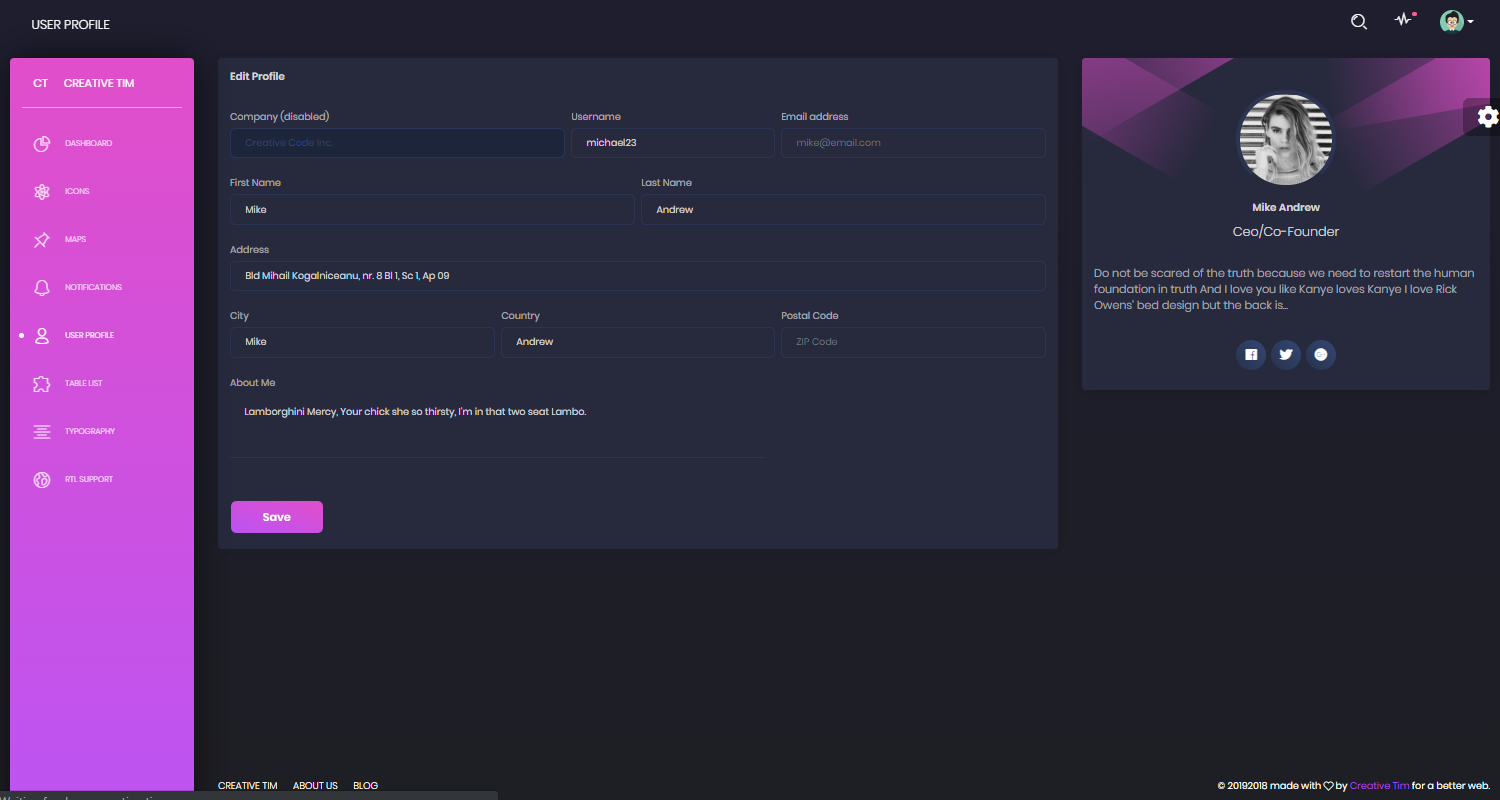 USER PROFILE
CT CREATIVE TIM
DASHBOARD
ICONS
MAPS
NOTIFICATIONS
USER PROFILE
TABLE LIST
TYPOGRAPHY
RTL SUPPORT
Edit Profile
Company (disabled) Username Email address
Creative Code Inc. michael23 mike@email.com
First Name Last Name
Mike Andrew
Address
Bld Mihail Kogalniceanu, nr. 8 Bl 1, Sc 1, Ap 09
City Country Postal Code
Mike Andrew ZIP Code
About Me
Lamborghini Mercy, Your chick she so thirsty, I'm in that two seat Lambo.
Save
Mike Andrew
Ceo/Co-Founder
Do not be scared of the truth because we need to restart the human
foundation in truth And I love you like Kanye loves Kanye I love Rick
Owens' bed design but the back is...
CREATIVE TIM ABOUT US BLOG
© 20192018 made with by Creative Tim for a better web.